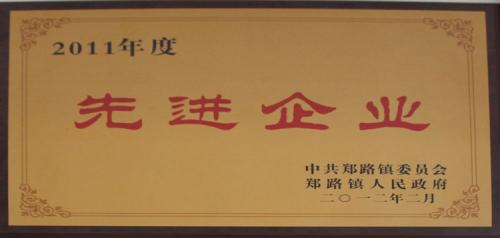 2011年度
先进企业
中共郑路镇委员会
郑路镇人民政府
二〇一二年二月